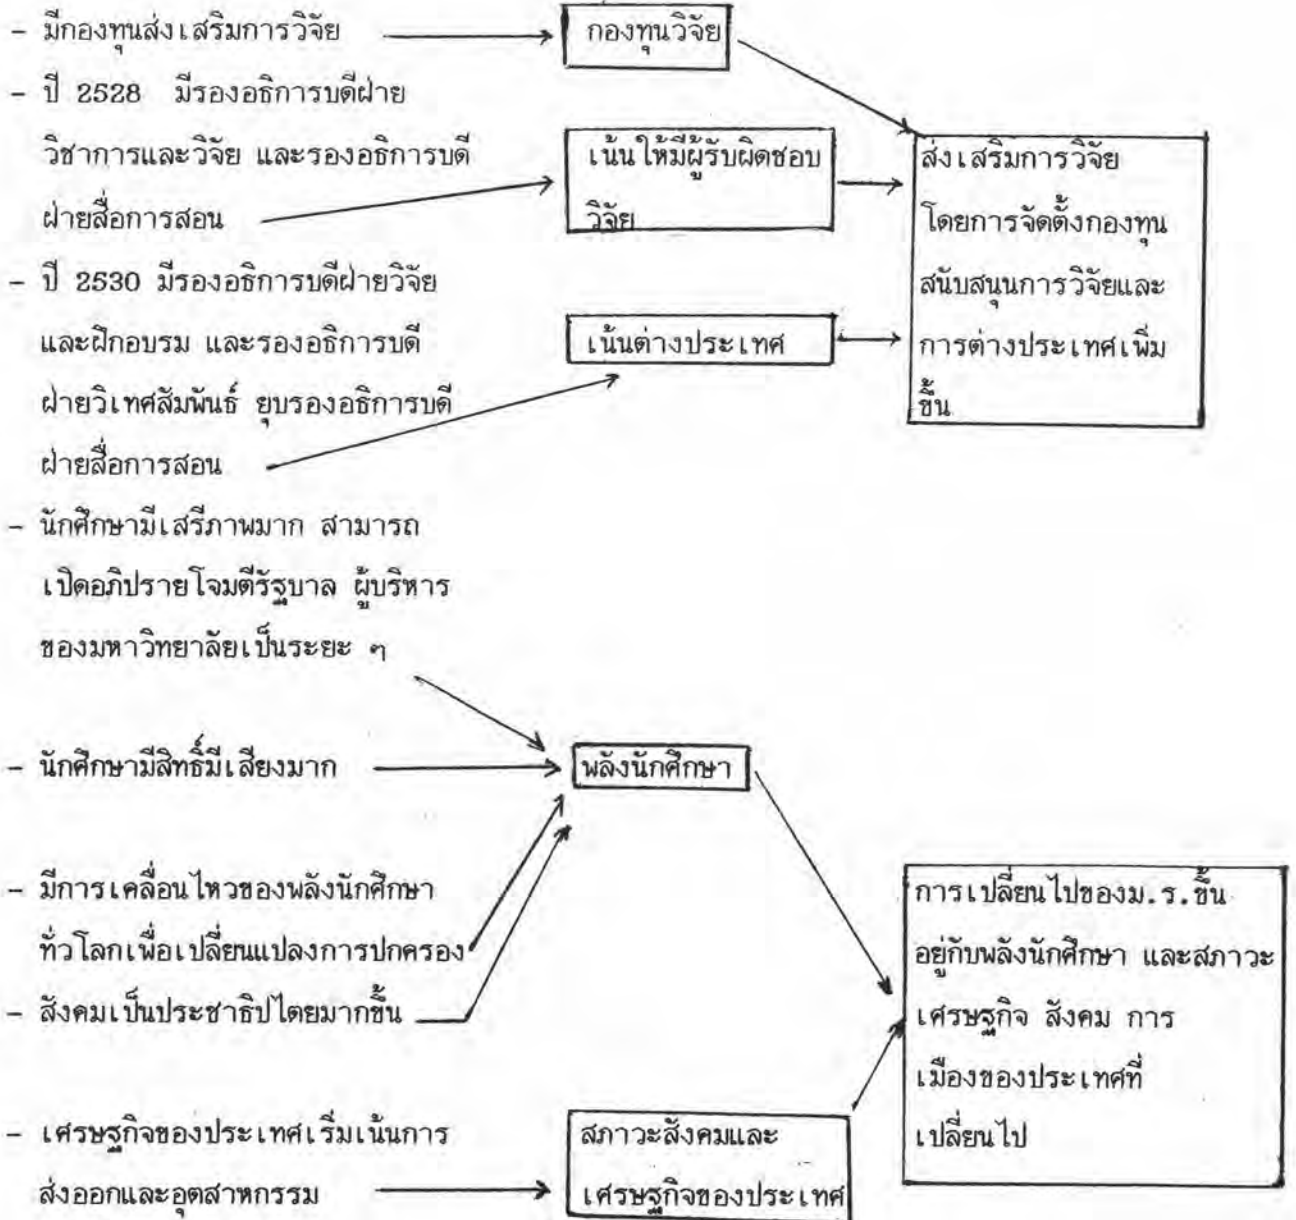 - มีกองทุนส่งเสริมการวิจัย
กองทุนวิจัย
- ปี 2528 มีรองอธิการบดีฝ่าย
วิชาการและวิจัย และรองอธิการบดี
ฝ่ายสื่อการสอน
เน้นให้มีผู้รับผิดชอบ
วิจัย
ส่งเสริมการวิจัย
โดยการจัดตั้งกองทุน
สนับสนุนการวิจัยและ
การต่างประเทศเพิ่ม
ขึ้น
- ปี 2530 มีรองอธิการบดีฝ่ายวิจัย
และฝึกอบรม และรองอธิการบดี
ฝ่ายวิเทศสัมพันธ์ ยุบรองอธิการบดี
ฝ่ายสื่อการสอน
เน้นต่างประเทศ
- นักศึกษามีเสรีภาพมาก สามารถ
เปิดอภิปรายโจมตีรัฐบาล ผู้บริหาร
ของมหาวิทยาลัยเป็นระยะ ๆ
- นักศึกษามีสิทธิ์มีเสียงมาก
พลังนักศึกษา
- มีการเคลื่อนไหวของพลังนักศึกษา
ทั่วโลกเพื่อเปลี่ยนแปลงการปกครอง
- สังคมเป็นประชาธิปไตยมากขึ้น
การเปลี่ยนไปของม.ร.ขึ้น
อยู่กับพลังนักศึกษา และสภาวะ
เศรษฐกิจ สังคม การ
เมืองของประเทศที่
เปลี่ยนไป
- เศรษฐกิจของประเทศเริ่มเน้นการ
ส่งออกและอุตสาหกรรม
สภาวะสังคมและ
เศรษฐกิจของประเทศ